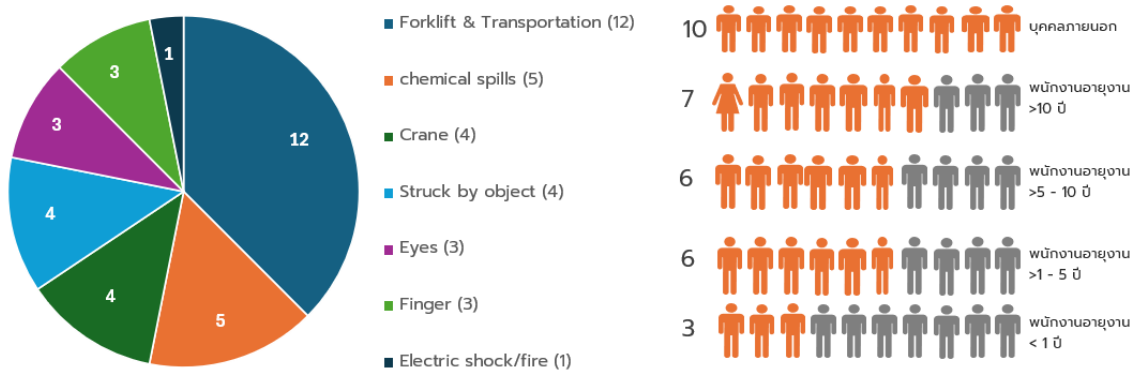 12
5
4
4
3
3
1
Forklift & Transportation (12)
chemical spills (5)
Crane (4)
Struck by object (4)
Eyes (3)
Finger (3)
Electric shock/fire (1)
10
บุคคลภายนอก
7
พนักงานอายุงาน
>10 ปี
6
พนักงานอายุงาน
>5 - 10 ปี
6
พนักงานอายุงาน
>1 - 5 ปี
3
พนักงานอายุงาน
< 1 ปี